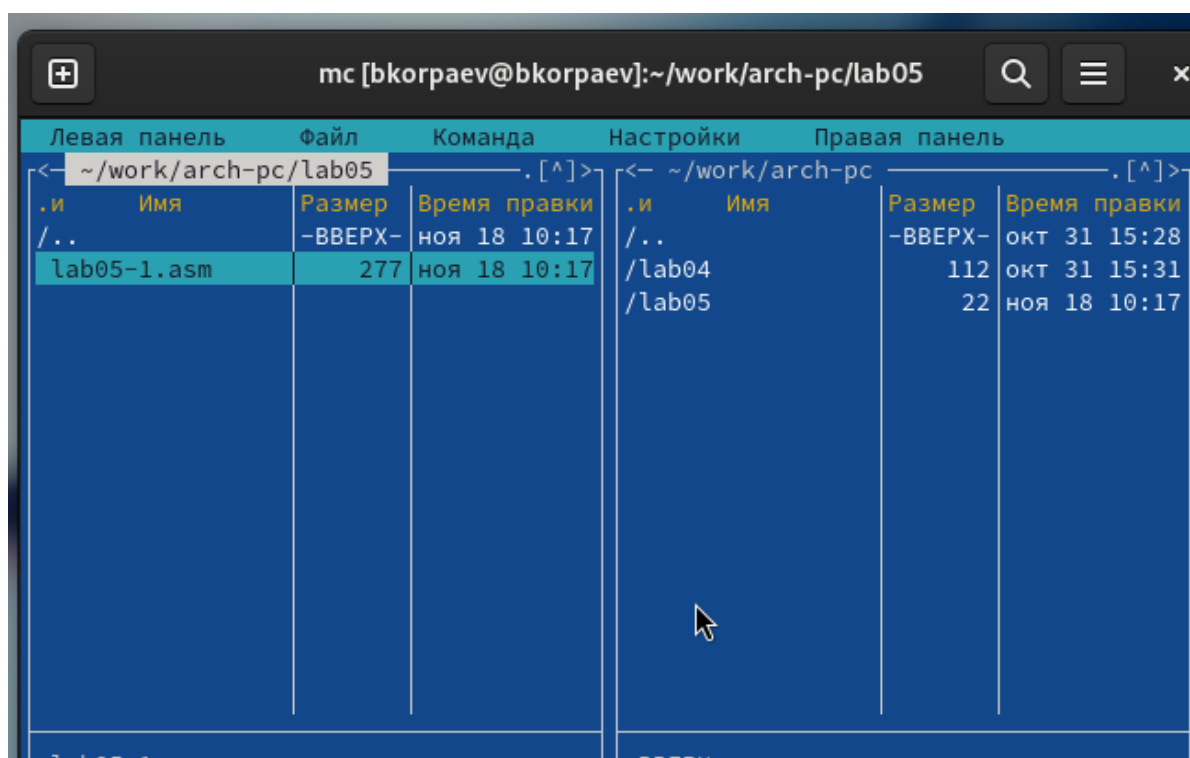 mc [bkorpaev@bkorpaev]:~/work/arch-pc/lab05
Левая панель Файл Команда Настройки Правая панель
<— ~/work/arch-pc/lab05 .[^]> <— ~/work/arch-pc .[^]>
.и Имя Размер Время правки .и Имя Размер Время правки
/.. -ВВЕРХ- ноя 18 10:17 /.. -ВВЕРХ- окт 31 15:28
lab05-1.asm 277 ноя 18 10:17 /lab04 112 окт 31 15:31
/lab05 22 ноя 18 10:17